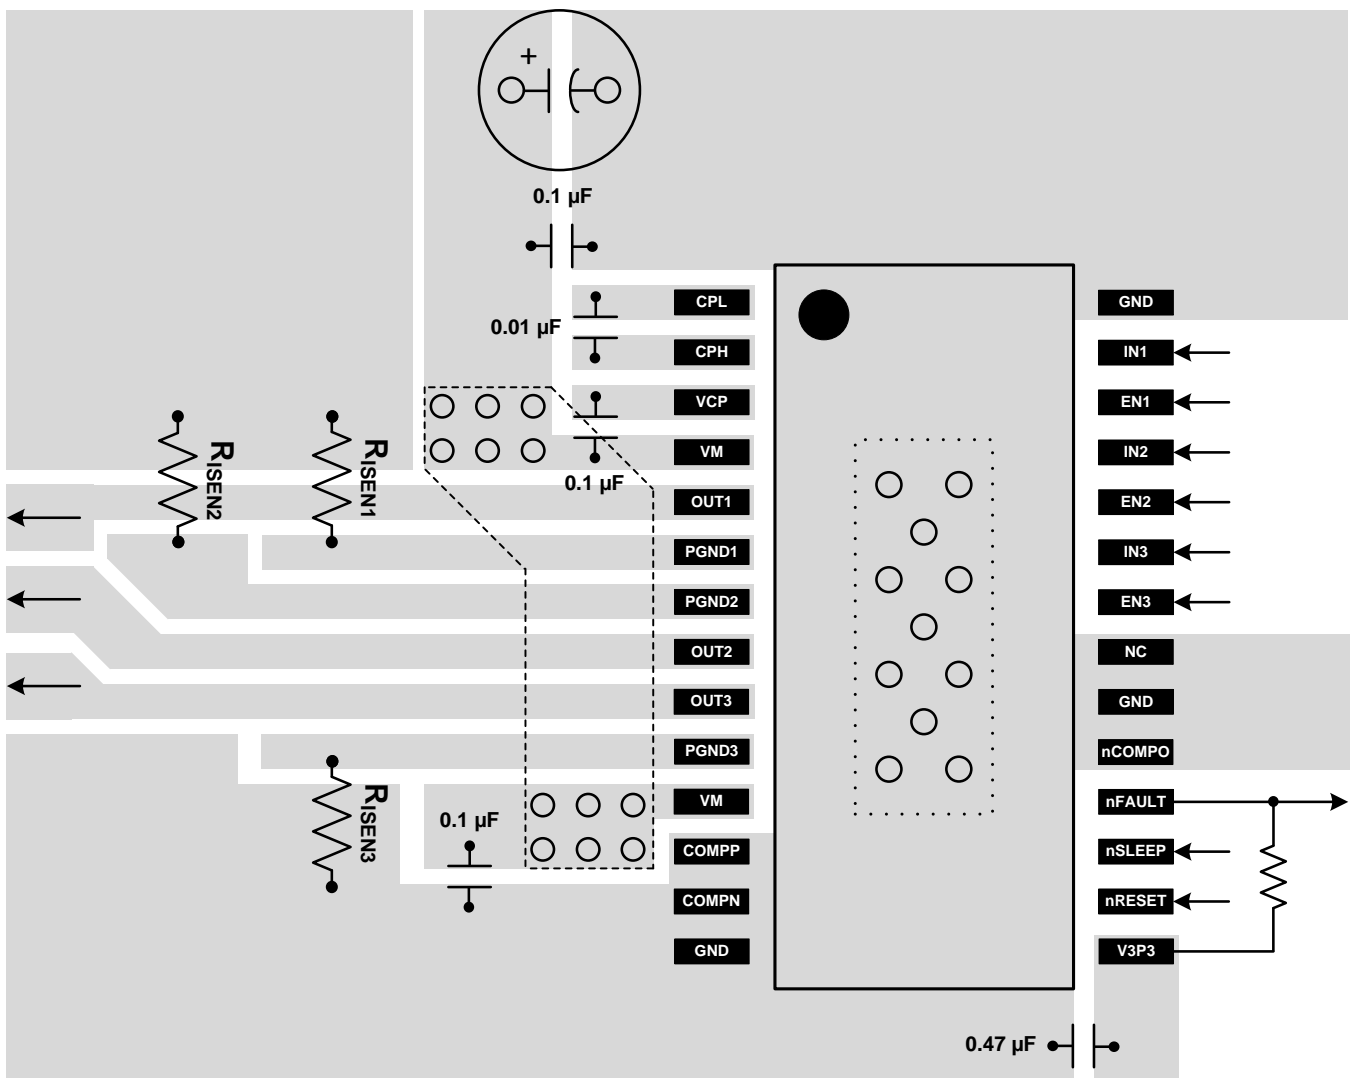 +
0.1 µF
CPL
GND
0.01 µF
CPH
IN1
VCP
EN1
RISEN2
RISEN1
VM
IN2
0.1 µF
OUT1
EN2
PGND1
IN3
PGND2
EN3
OUT2
NC
OUT3
GND
PGND3
nCOMPO
RISEN3
0.1 µF
VM
nFAULT
COMPP
nSLEEP
COMPN
nRESET
GND
V3P3
0.47 µF